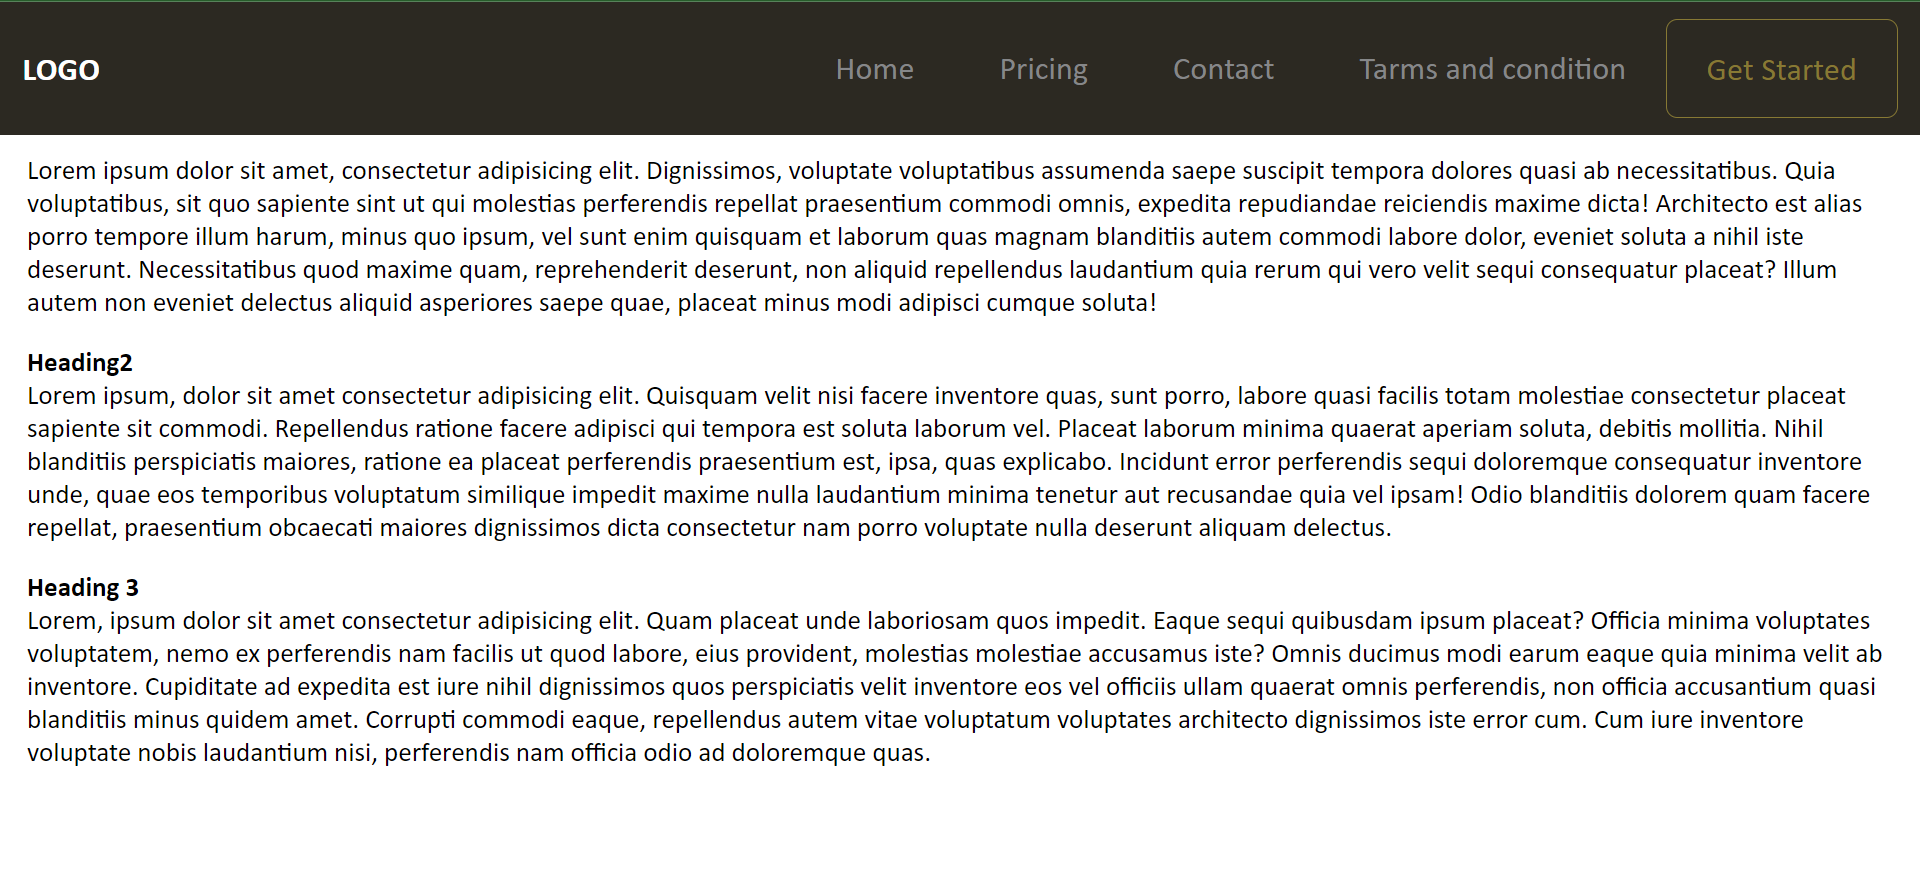 LOGO
Home
Pricing
Contact
Tarms and condition
Get Started
Lorem ipsum dolor sit amet, consectetur adipisicing elit. Dignissimos, voluptate voluptatibus assumenda saepe suscipit tempora dolores quasi ab necessitatibus. Quia
voluptatibus, sit quo sapiente sint ut qui molestias perferendis repellat praesentium commodi omnis, expedita repudiandae reiciendis maxime dicta! Architecto est alias
porro tempore illum harum, minus quo ipsum, vel sunt enim quisquam et laborum quas magnam blanditiis autem commodi labore dolor, eveniet soluta a nihil iste
deserunt. Necessitatibus quod maxime quam, reprehenderit deserunt, non aliquid repellendus laudantium quia rerum qui vero velit sequi consequatur placeat? Illum
autem non eveniet delectus aliquid asperiores saepe quae, placeat minus modi adipisci cumque soluta!
Heading2
Lorem ipsum, dolor sit amet consectetur adipisicing elit. Quisquam velit nisi facere inventore quas, sunt porro, labore quasi facilis totam molestiae consectetur placeat
sapiente sit commodi. Repellendus ratione facere adipisci qui tempora est soluta laborum vel. Placeat laborum minima quaerat aperiam soluta, debitis mollitia. Nihil
blanditiis perspiciatis maiores, ratione ea placeat perferendis praesentium est, ipsa, quas explicabo. Incidunt error perferendis sequi doloremque consequatur inventore
unde, quae eos temporibus voluptatum similique impedit maxime nulla laudantium minima tenetur aut recusandae quia vel ipsam! Odio blanditiis dolorem quam facere
repellat, praesentium obcaecati maiores dignissimos dicta consectetur nam porro voluptate nulla deserunt aliquam delectus.
Heading 3
Lorem, ipsum dolor sit amet consectetur adipisicing elit. Quam placeat unde laboriosam quos impedit. Eaque sequi quibusdam ipsum placeat? Officia minima voluptates
voluptatem, nemo ex perferendis nam facilis ut quod labore, eius provident, molestias molestiae accusamus iste? Omnis ducimus modi earum eaque quia minima velit ab
inventore. Cupiditate ad expedita est iure nihil dignissimos quos perspiciatis velit inventore eos vel officiis ullam quaerat omnis perferendis, non officia accusantium quasi
blanditiis minus quidem amet. Corrupti commodi eaque, repellendus autem vitae voluptatum voluptates architecto dignissimos iste error cum. Cum iure inventore
voluptate nobis laudantium nisi, perferendis nam officia odio ad doloremque quas.